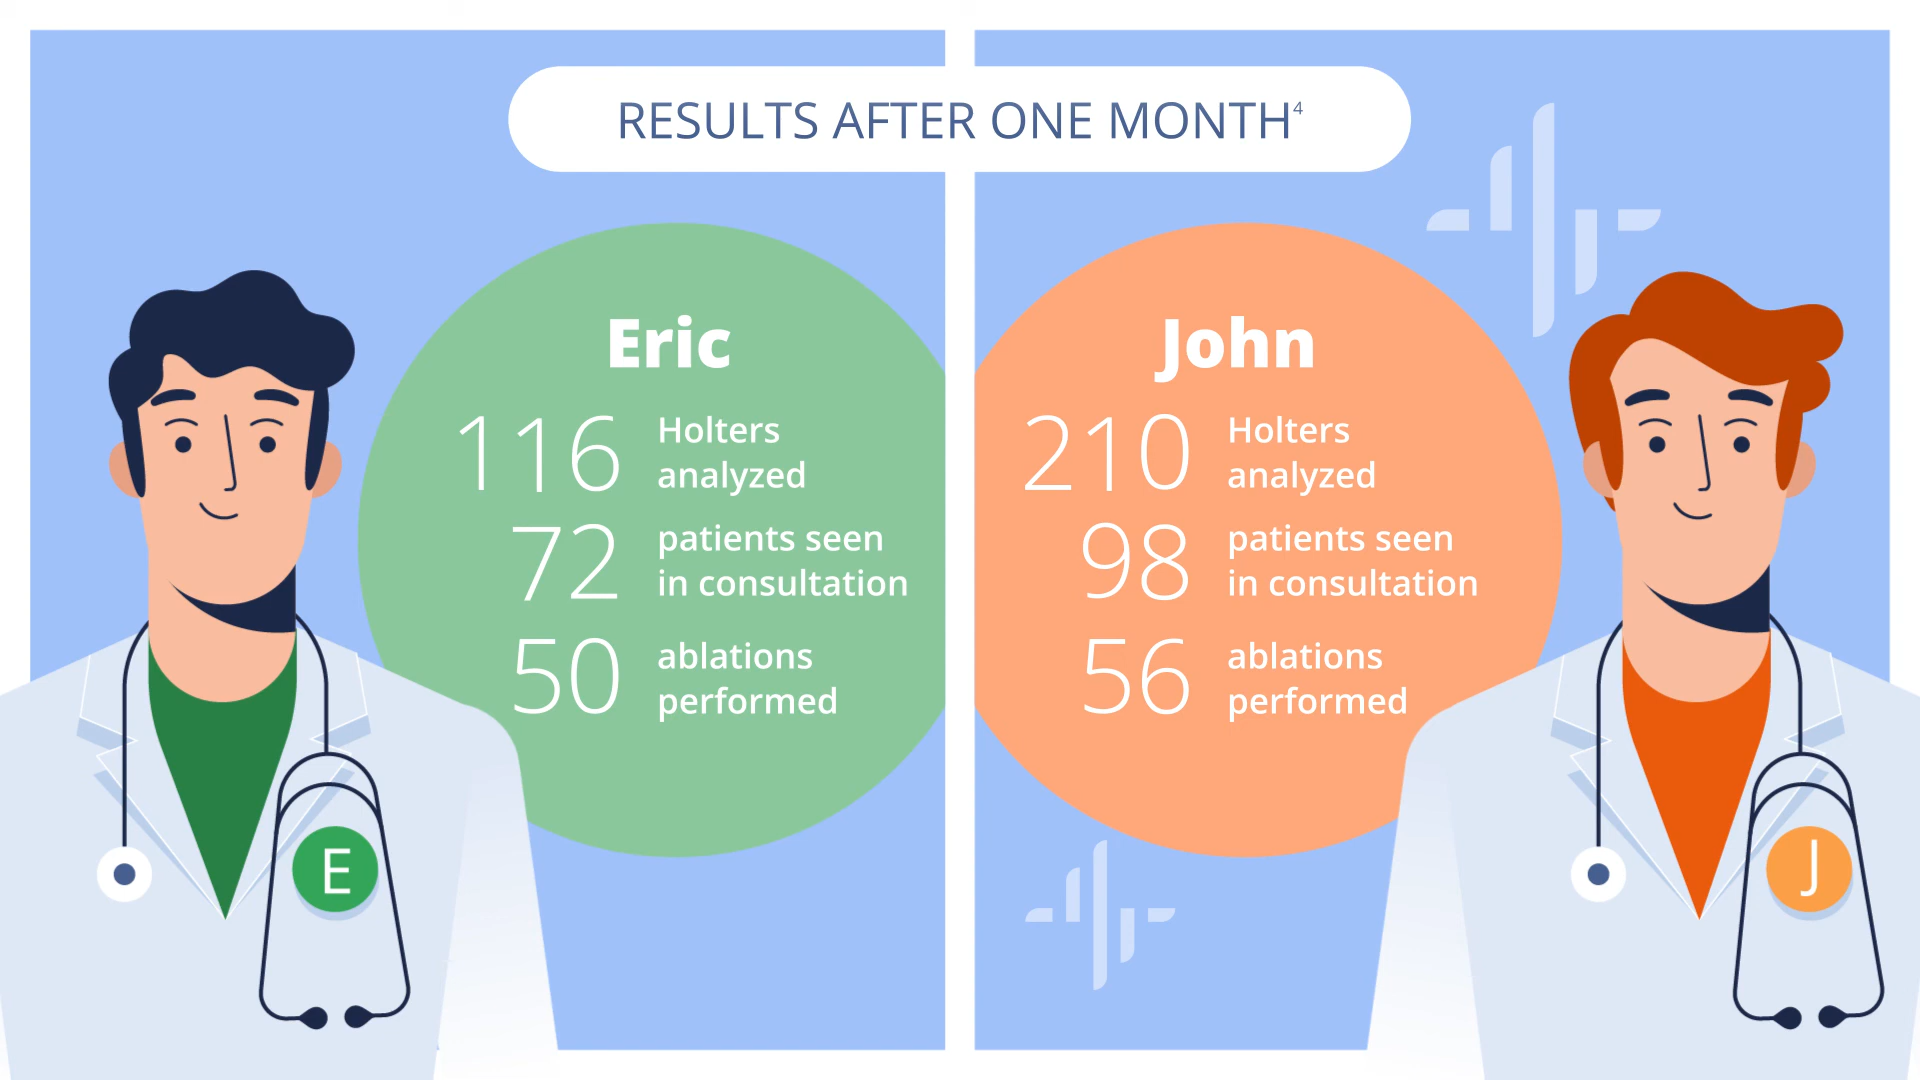 RESULTS AFTER ONE MONTH⁴
Eric
116 Holters
analyzed
72 patients seen
in consultation
50 ablations
performed
E
John
210 Holters
analyzed
98 patients seen
in consultation
56 ablations
performed
J